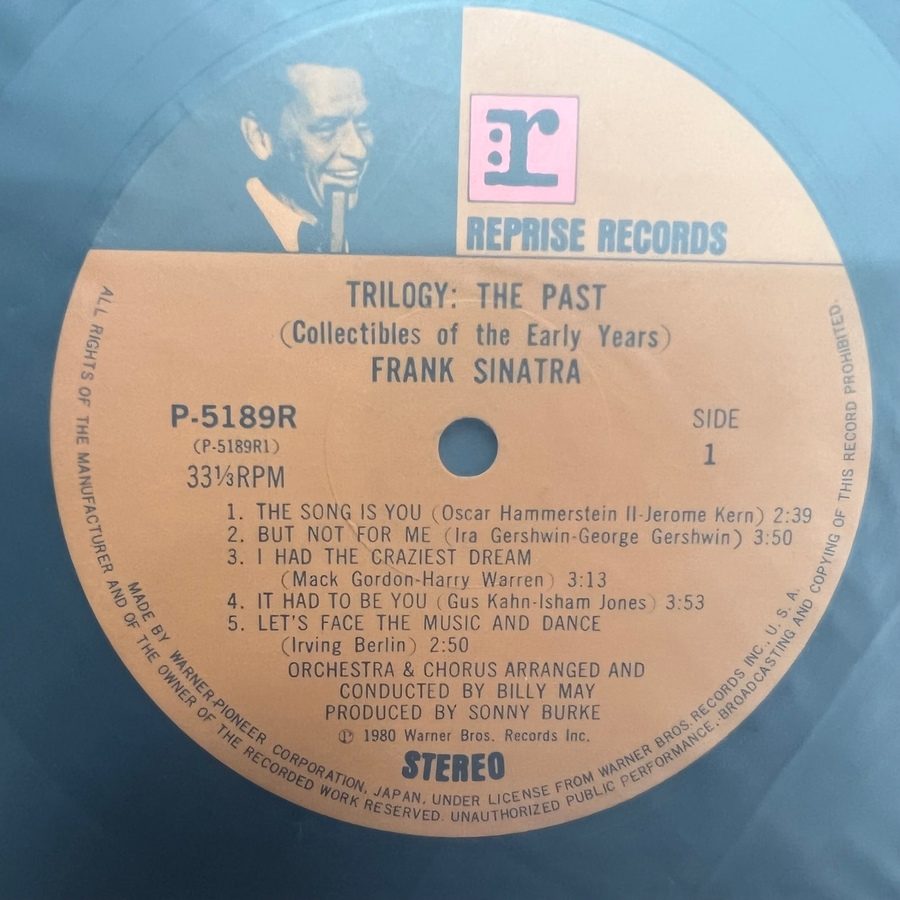 r
REPRISE RECORDS
TRILOGY: THE PAST
(Collectibles of the Early Years)
FRANK SINATRA
P-5189R
(P-5189R1)
33⅓RPM
SIDE
1
1. THE SONG IS YOU (Oscar Hammerstein II-Jerome Kern) 2:39
2. BUT NOT FOR ME (Ira Gershwin-George Gershwin) 3:50
3. I HAD THE CRAZIEST DREAM
(Mack Gordon-Harry Warren) 3:13
4. IT HAD TO BE YOU (Gus Kahn-Isham Jones) 3:53
5. LET'S FACE THE MUSIC AND DANCE
(Irving Berlin) 2:50
ORCHESTRA & CHORUS ARRANGED AND
CONDUCTED BY BILLY MAY
PRODUCED BY SONNY BURKE
Ⓟ 1980 Warner Bros. Records Inc.
STEREO
MADE BY WARNER-PIONEER CORPORATION, JAPAN, UNDER LICENSE FROM WARNER BROS. RECORDS INC., U. S. A.
ALL RIGHTS OF THE MANUFACTURER AND OF THE OWNER OF THE RECORDED WORK RESERVED. UNAUTHORIZED PUBLIC PERFORMANCE, BROADCASTING AND COPYING OF THIS RECORD PROHIBITED.